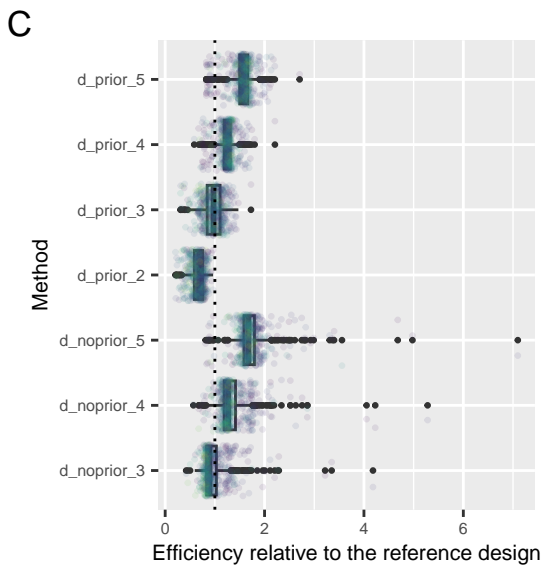 C
Method
d_prior_5
d_prior_4
d_prior_3
d_prior_2
d_noprior_5
d_noprior_4
d_noprior_3
0 2 4 6
Efficiency relative to the reference design